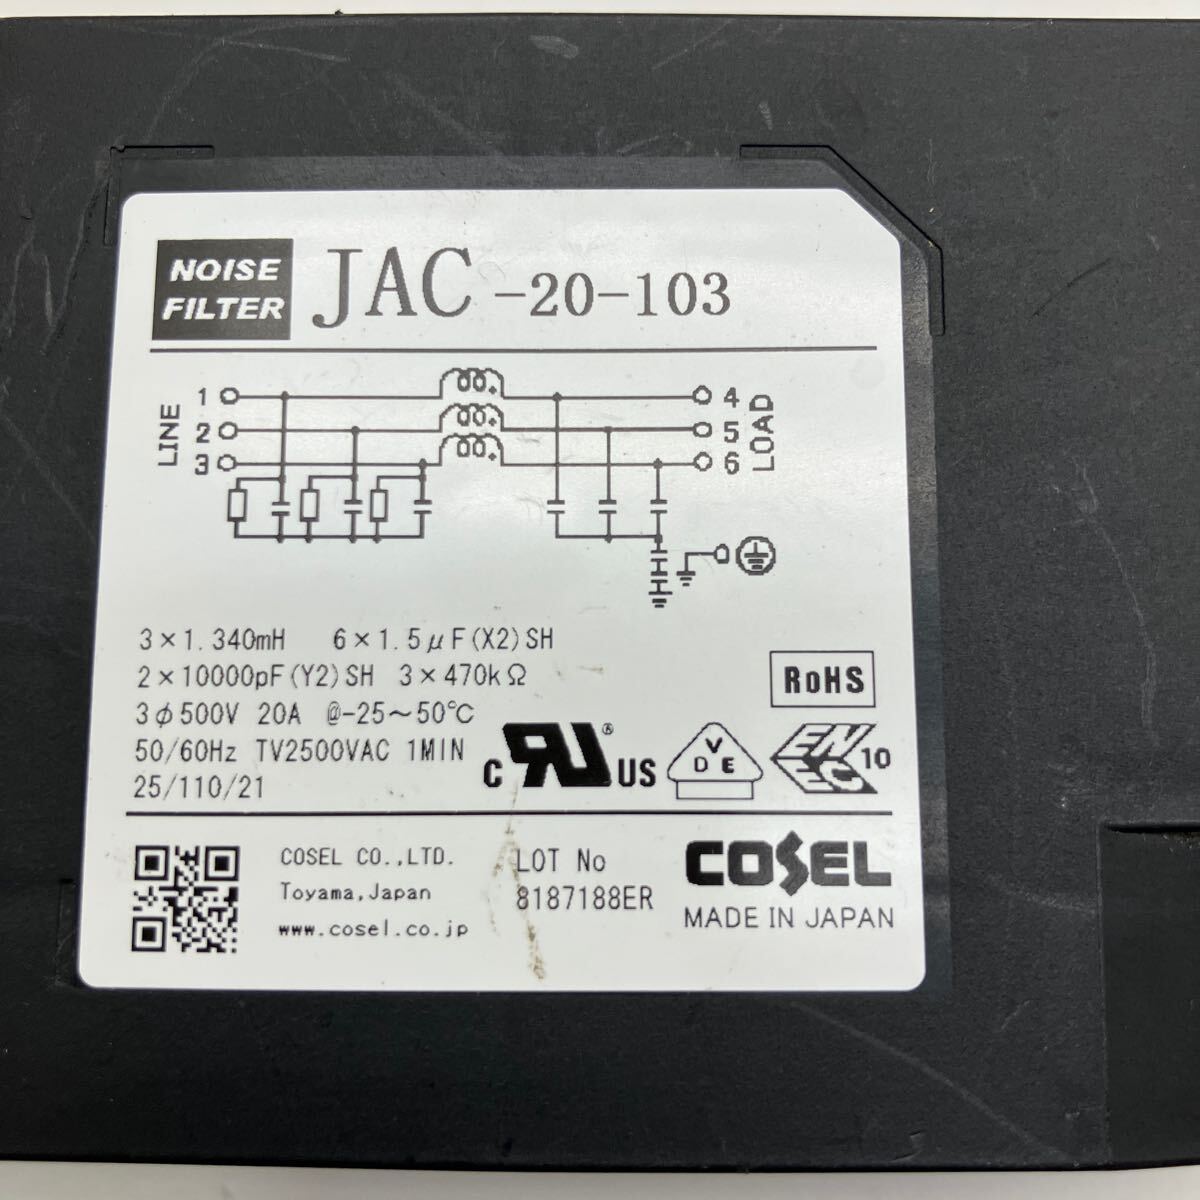 NOISE
FILTER
JAC -20-103
LINE
1
2
3
4
5
6
LOAD
3×1.340mH 6×1.5μF(X2)SH
2×10000pF(Y2)SH 3×470kΩ
3φ500V 20A @-25~50℃
50/60Hz TV2500VAC 1MIN
25/110/21
RoHS
C RU US ®
V
D E
EN
EC 10
COSEL CO.,LTD.
Toyama,Japan
www.cosel.co.jp
LOT No
8187188ER
COSEL
MADE IN JAPAN